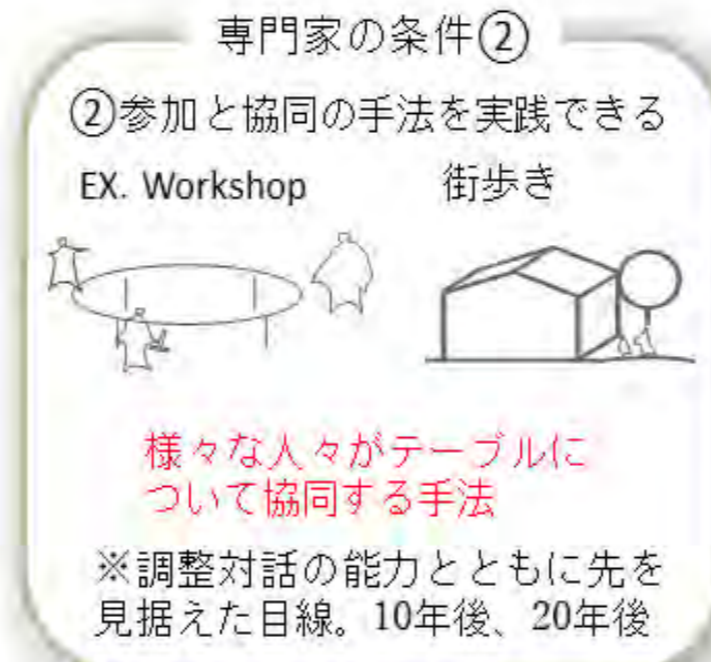 専門家の条件②
②参加と協同の手法を実践できる
EX. Workshop 街歩き
様々な人々がテーブルに
ついて協同する手法
※調整対話の能力とともに先を
見据えた目線。10年後、20年後